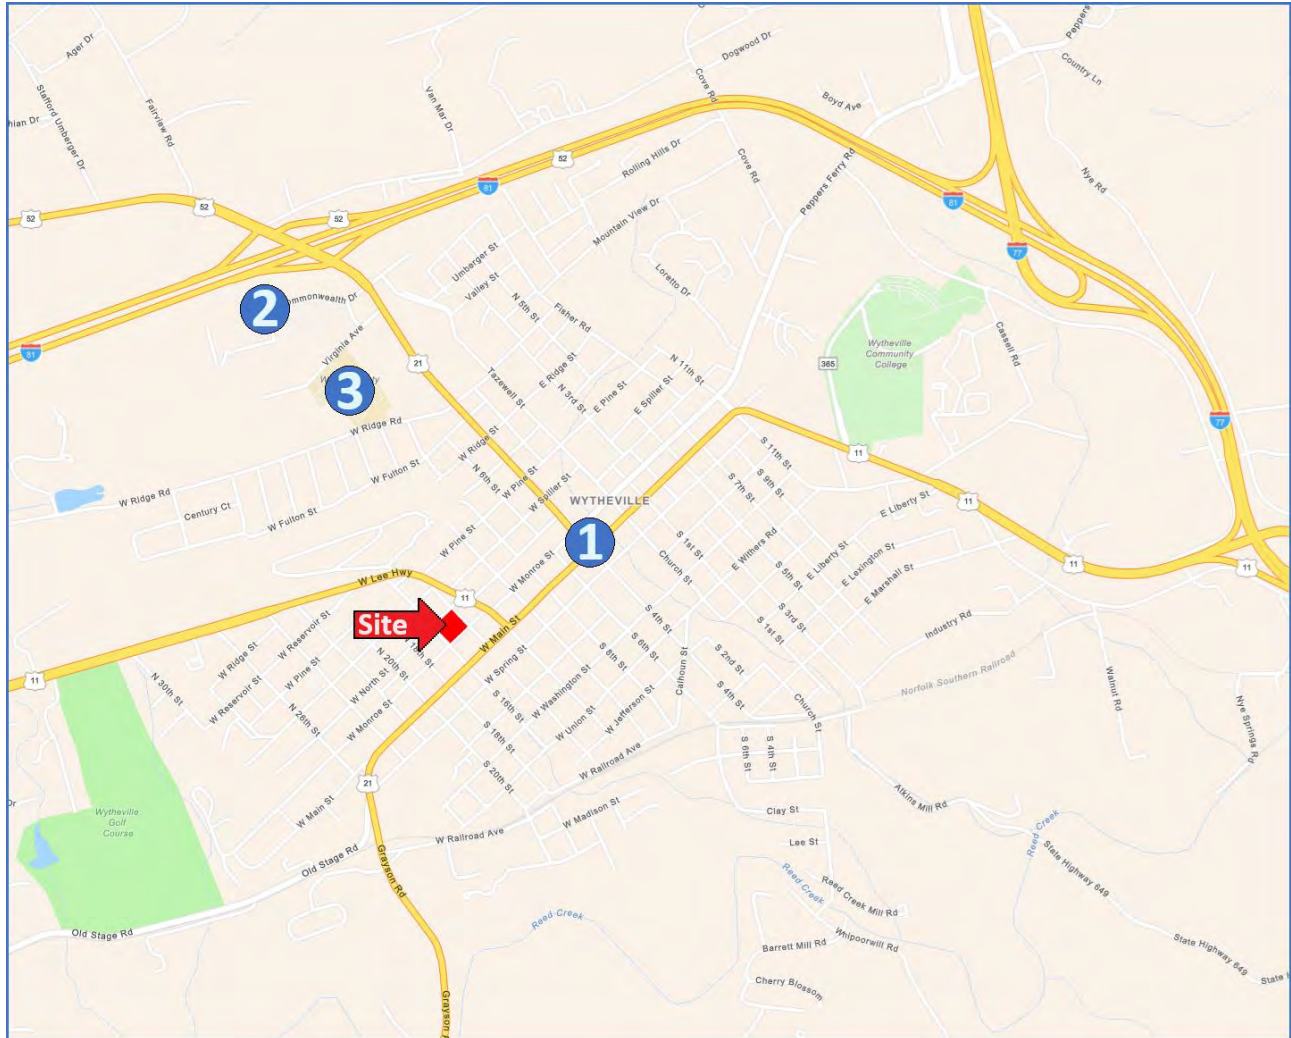 Ager Dr
Dogwood Dr
Peppers
Country Ln
Cove Rd
Stafford Umberger Dr
Fairview Rd
Van Mar Dr
Boyd Ave
hian Dr
52
Rolling Hills Dr
Cove Rd
Peppers Ferry Rd
Nye Rd
81
81
52
52
52
Mountain View Dr
77
Umberger St
Valley St
Loretto Dr
2
ommonwealth Dr
N 5th St
Fisher Rd
Virginia Ave
81
21
Wytheville
Community
College
Cassell Rd
365
3
Tazewell St
E Ridge St
N 3rd St
N 11th St
E Pine St
E Spiller St
77
W Ridge Rd
W Ridge St
S 11th St
11
W Fulton St
N 6th St
W Pine St
W Spiller St
S 7th St
S 9th St
W Ridge Rd
Century Ct
W Fulton St
WYTHEVILLE
E Liberty St
11
W Pine St
1
S 1st St
E Withers Rd
W Monroe St
Church St
S 5th St
E Liberty St
E Lexington St
E Marshall St
11
11
W Lee Hwy
11
Site
W Main St
S 4th St
S 3rd St
S 1st St
Industry Rd
W Reservoir St
W Ridge St
W Pine St
18th St
N 20th St
W North St
S 6th St
S 8th St
S 2nd St
W Spring St
Calhoun St
Norfolk Southern Railroad
11
N 30th St
W Reservoir St
N 26th St
W Monroe St
W Washington St
S 16th St
W Jefferson St
W Union St
S 4th St
Church St
Walnut Rd
Nye Springs Rd
S 18th St
S 20th St
W Railroad Ave
S 6th St
S 4th St
21
Dr
W Main St
Wytheville
Golf
Course
W Madison St
Clay St
Atkins Mill Rd
W Railroad Ave
Lee St
Reed Creek
Old Stage Rd
Grayson Rd
Reed Creek
Reed Creek Mill Rd
State Highway 649
Reed Creek
Old Stage Rd
Whipoorwill Rd
Barrett Mill Rd
State Highway 649
Cherry Blossom
State
Grayson